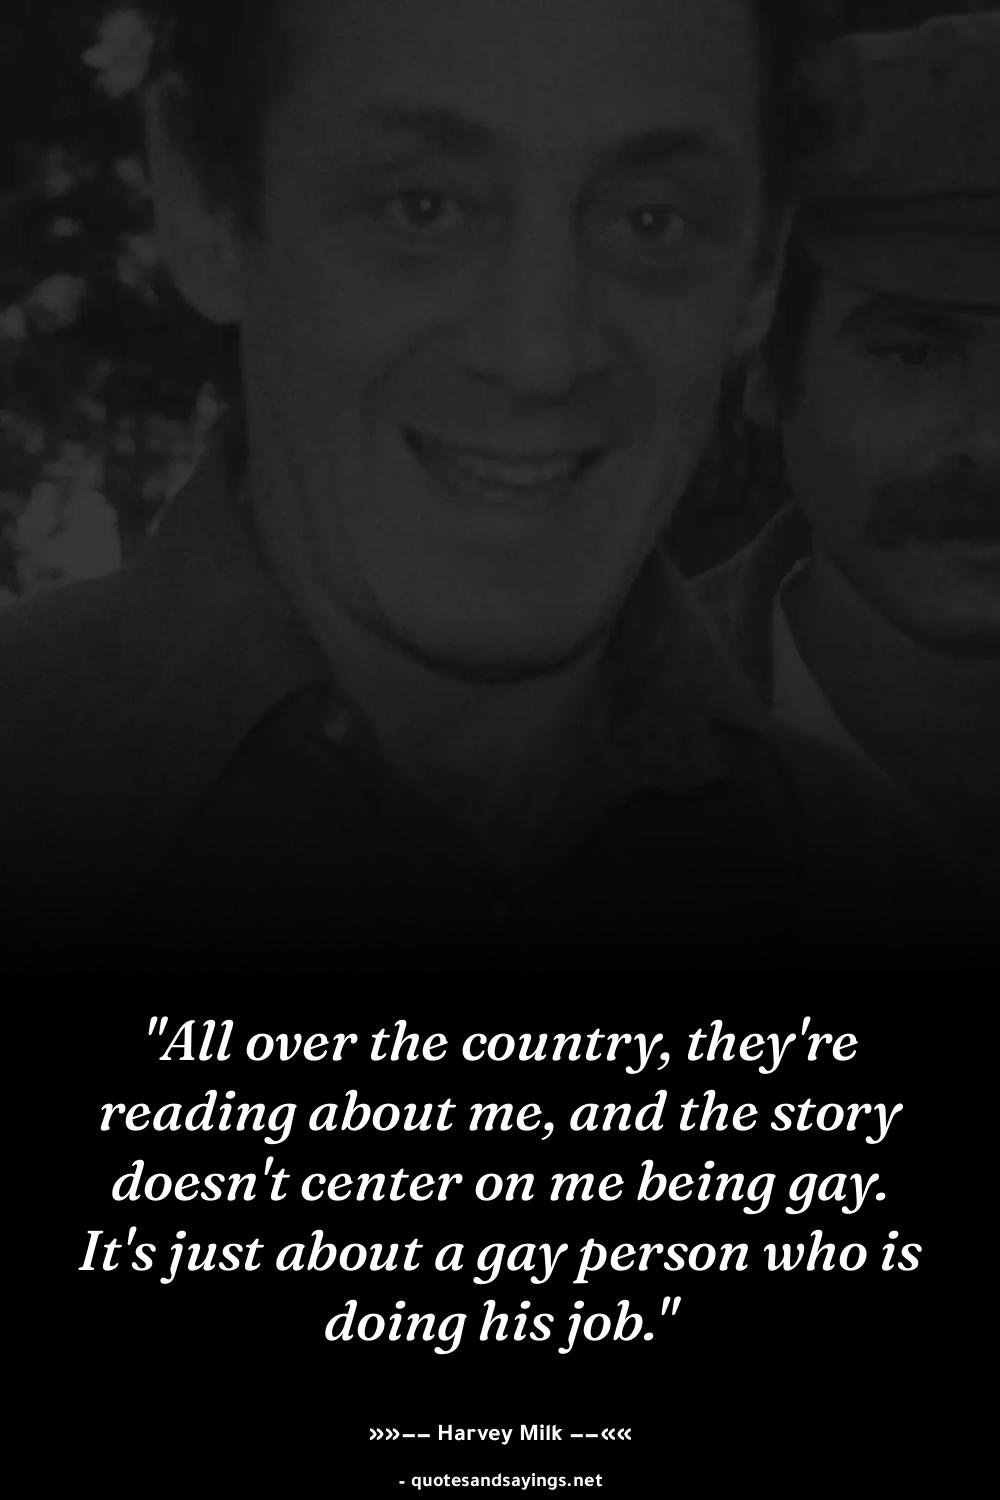 "All over the country, they're
reading about me, and the story
doesn't center on me being gay.
It's just about a gay person who is
doing his job."
»»−− Harvey Milk −−««
- quotesandsayings.net